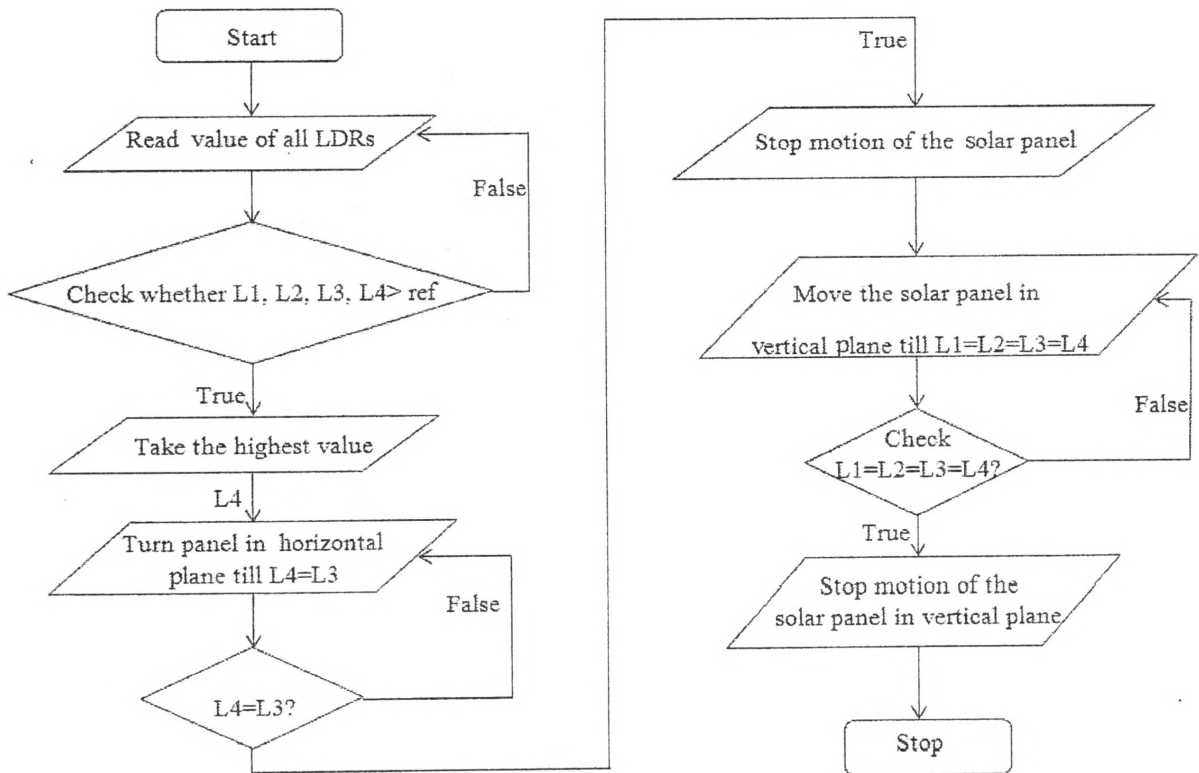 Start
Read value of all LDRs
False
Check whether L1, L2, L3, L4> ref
True
Take the highest value
L4
Turn panel in horizontal
plane till L4=L3
False
L4=L3?
True
Stop motion of the solar panel
Move the solar panel in
vertical plane till L1=L2=L3=L4
False
Check
L1=L2=L3=L4?
True
Stop motion of the
solar panel in vertical plane
Stop